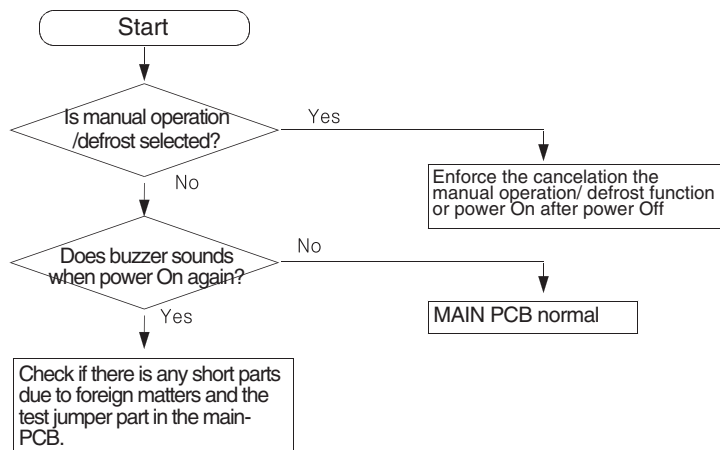 Start
Is manual operation
/defrost selected?
Yes
Enforce the cancelation the
manual operation/ defrost function
or power On after power Off
No
Does buzzer sounds
when power On again?
No
MAIN PCB normal
Yes
Check if there is any short parts
due to foreign matters and the
test jumper part in the main-
PCB.